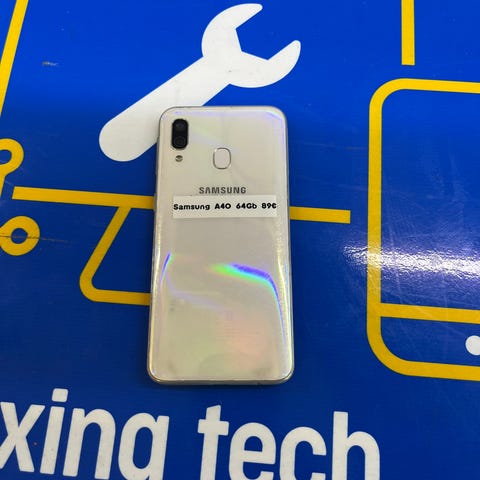 SAMSUNG
Samsung A40 64Gb 89€
xing tech